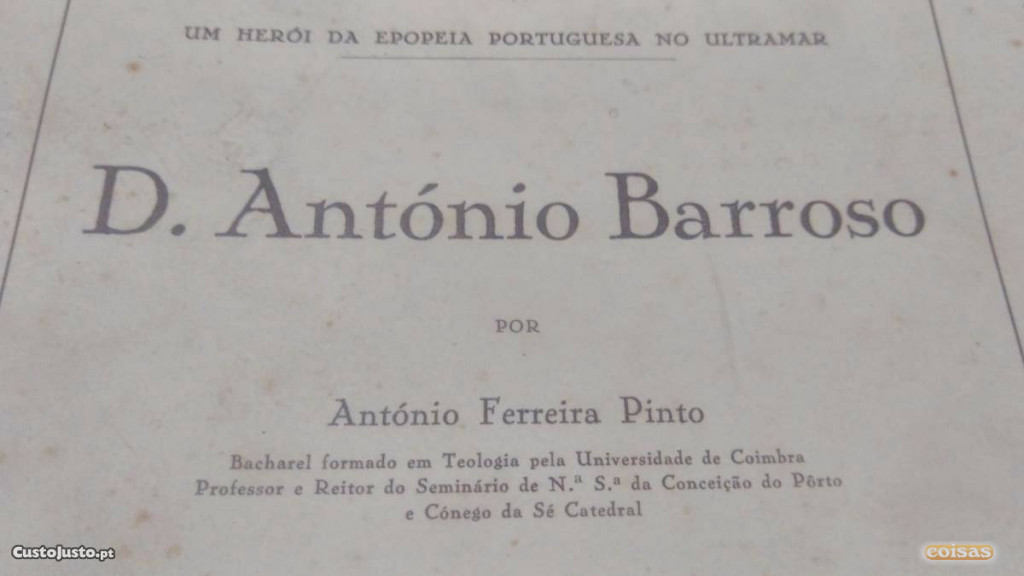 UM HERÓI DA EPOPEIA PORTUGUESA NO ULTRAMAR
D. António Barroso
POR
António Ferreira Pinto
Bacharel formado em Teologia pela Universidade de Coimbra
Professor e Reitor do Seminário de N.ª S.ª da Conceição do Pôrto
e Cónego da Sé Catedral
CustoJusto.pt
coisas